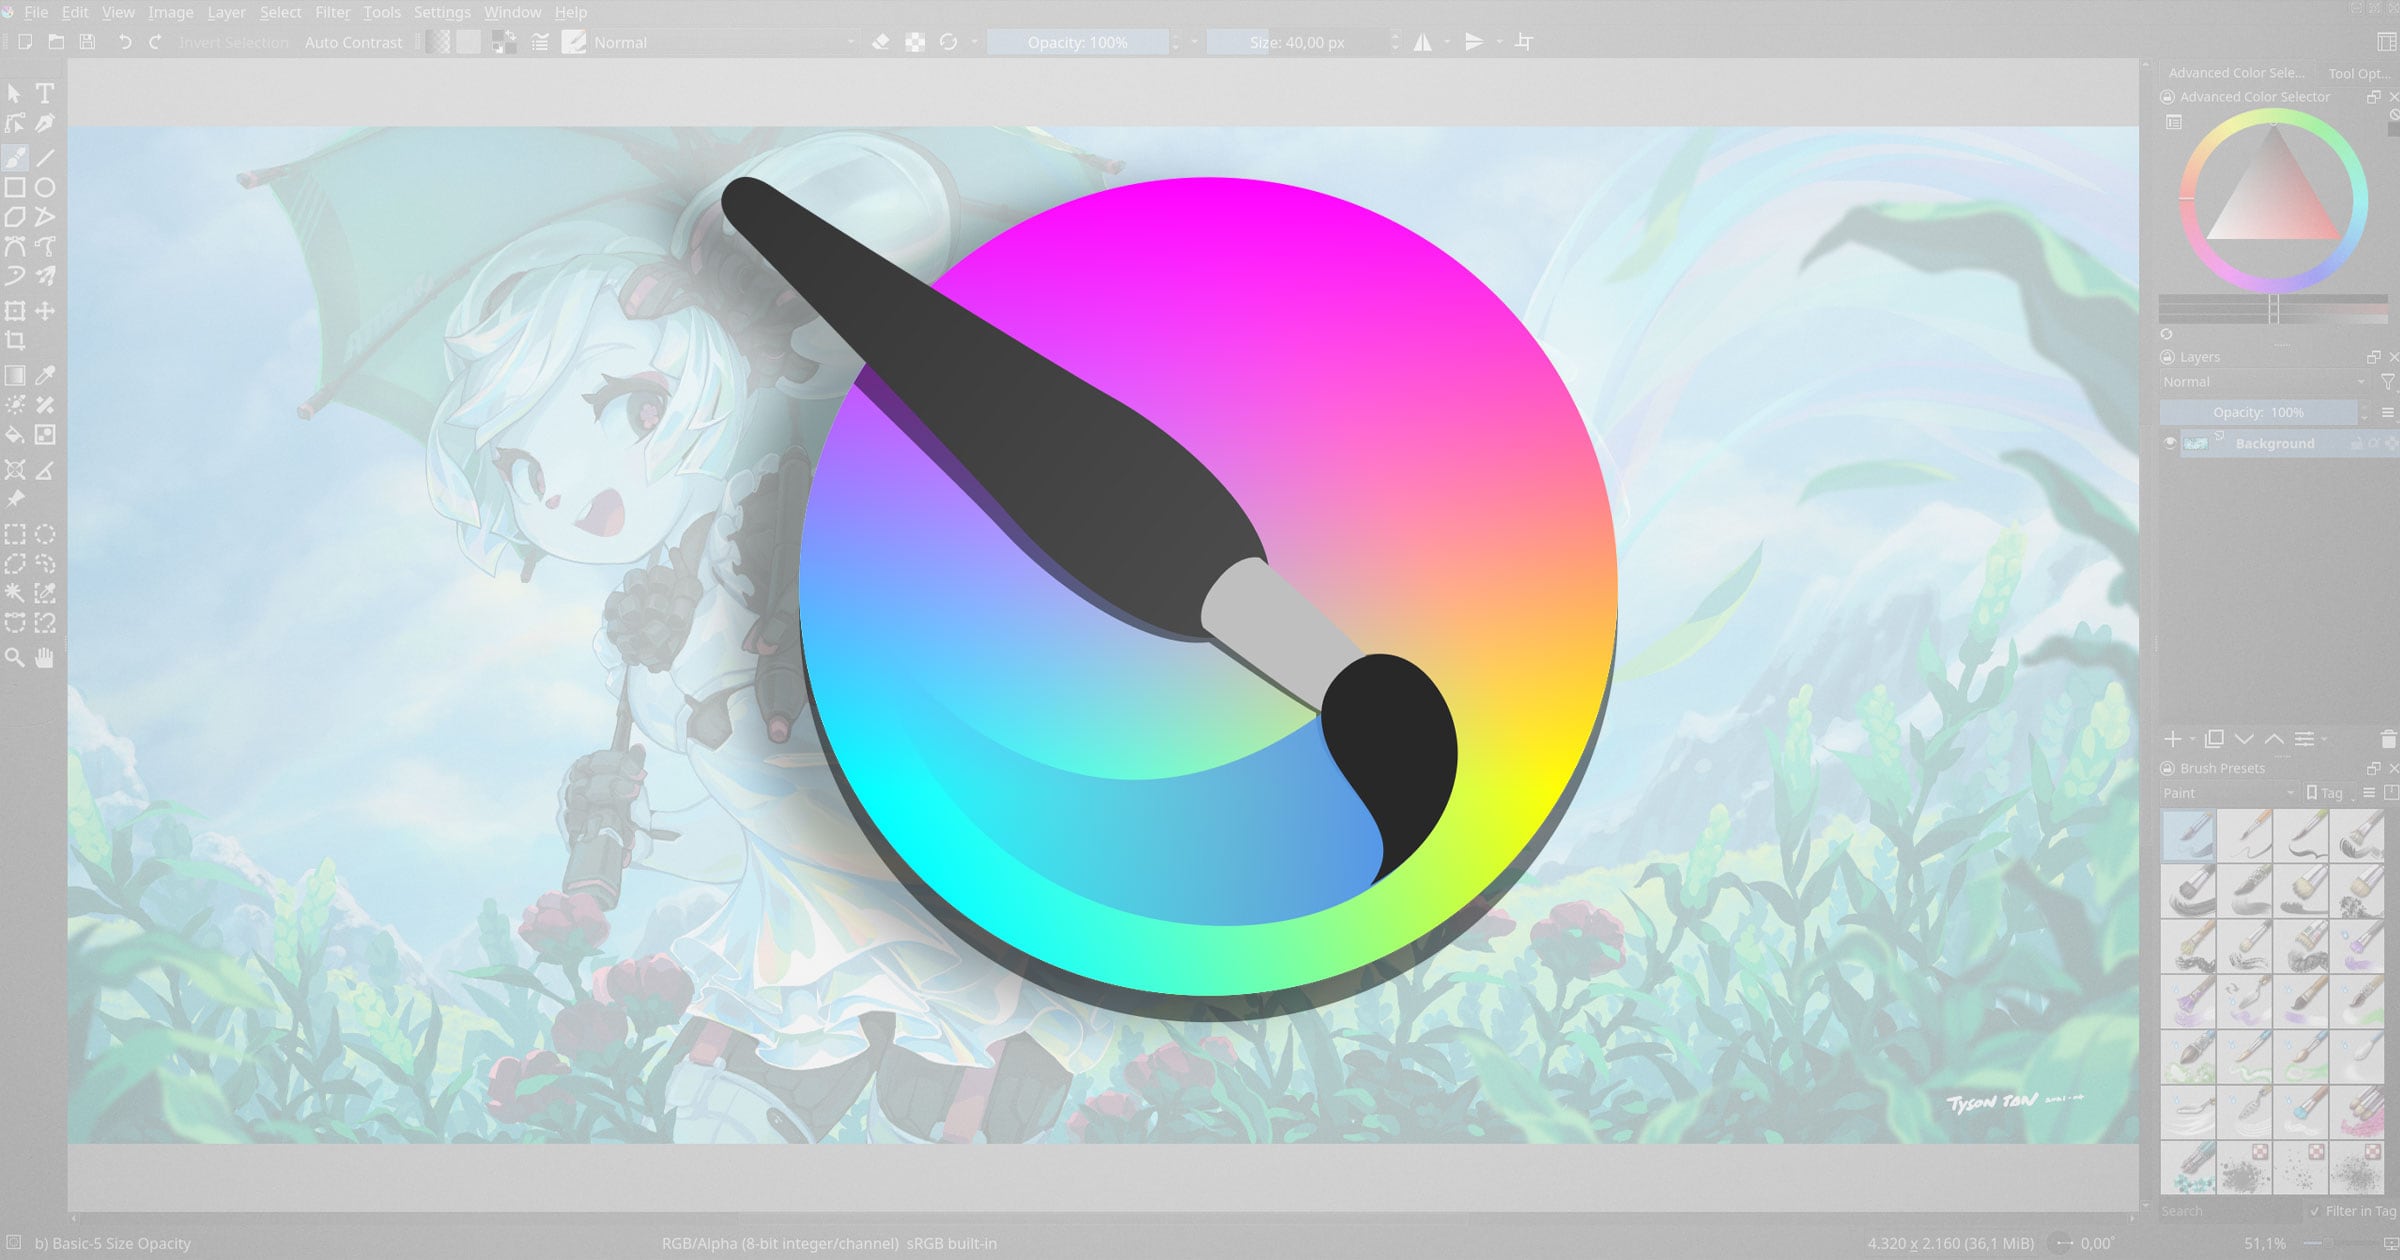 File Edit View Image Layer Select Filter Tools Settings Window Help
Invert Selection Auto Contrast Normal Opacity: 100% Size: 40,00 px
Advanced Color Sele... Tool Opt...
Advanced Color Selector
Layers
Normal
Opacity: 100%
Background
Brush Presets
Paint Tag
TYSON TAN
Search Filter in Tag
b) Basic-5 Size Opacity RGB/Alpha (8-bit integer/channel) sRGB built-in 4.320 x 2.160 (36,1 MiB) 0,00° 51,1%